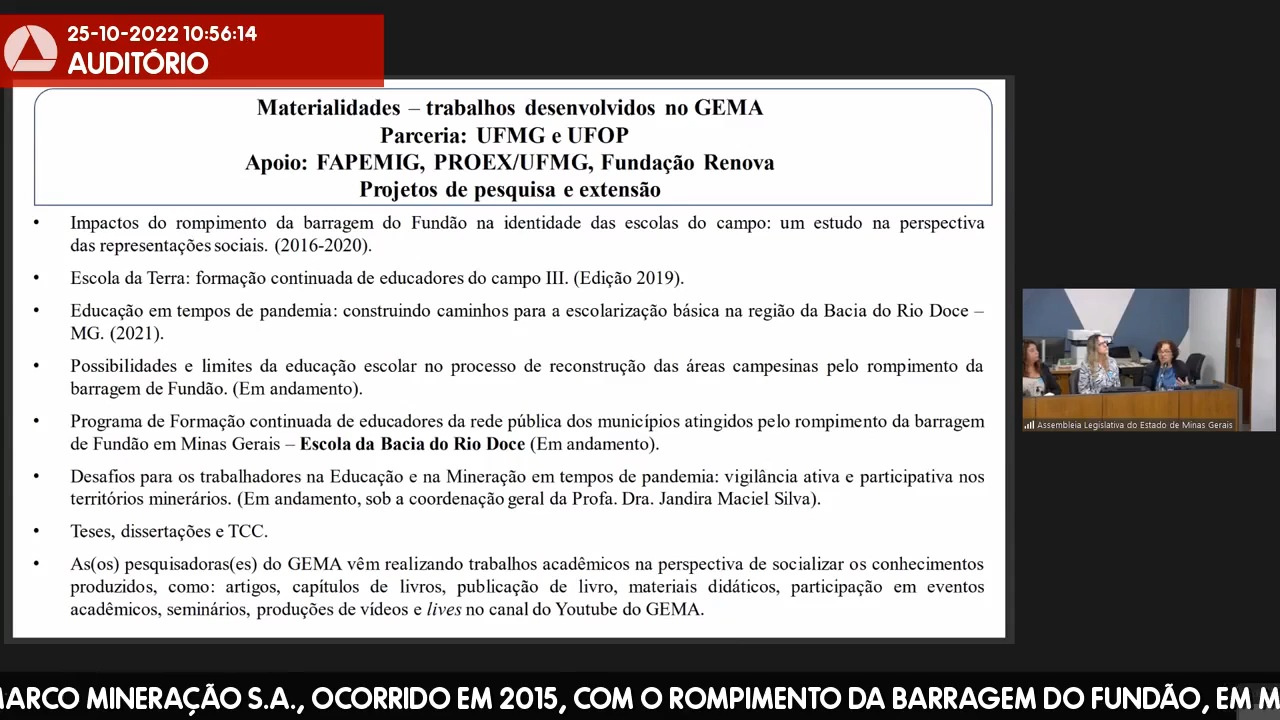 25-10-2022 10:56:14
AUDITÓRIO
Materialidades – trabalhos desenvolvidos no GEMA
Parceria: UFMG e UFOP
Apoio: FAPEMIG, PROEX/UFMG, Fundação Renova
Projetos de pesquisa e extensão
• Impactos do rompimento da barragem do Fundão na identidade das escolas do campo: um estudo na perspectiva
das representações sociais. (2016-2020).
• Escola da Terra: formação continuada de educadores do campo III. (Edição 2019).
• Educação em tempos de pandemia: construindo caminhos para a escolarização básica na região da Bacia do Rio Doce –
MG. (2021).
• Possibilidades e limites da educação escolar no processo de reconstrução das áreas campesinas pelo rompimento da
barragem de Fundão. (Em andamento).
• Programa de Formação continuada de educadores da rede pública dos municípios atingidos pelo rompimento da barragem
de Fundão em Minas Gerais – Escola da Bacia do Rio Doce (Em andamento).
• Desafios para os trabalhadores na Educação e na Mineração em tempos de pandemia: vigilância ativa e participativa nos
territórios minerários. (Em andamento, sob a coordenação geral da Profa. Dra. Jandira Maciel Silva).
• Teses, dissertações e TCC.
• As(os) pesquisadoras(es) do GEMA vêm realizando trabalhos acadêmicos na perspectiva de socializar os conhecimentos
produzidos, como: artigos, capítulos de livros, publicação de livro, materiais didáticos, participação em eventos
acadêmicos, seminários, produções de vídeos e lives no canal do Youtube do GEMA.
Assembleia Legislativa do Estado de Minas Gerais
MARCO MINERAÇÃO S.A., OCORRIDO EM 2015, COM O ROMPIMENTO DA BARRAGEM DO FUNDÃO, EM M